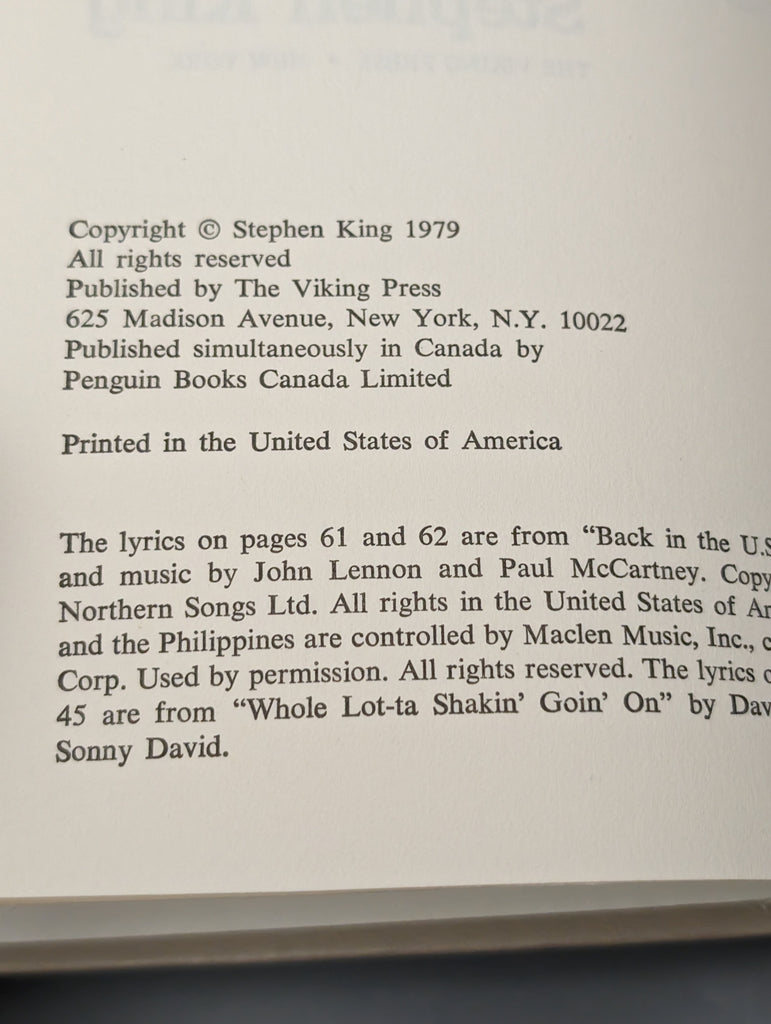 Copyright © Stephen King 1979
All rights reserved
Published by The Viking Press
625 Madison Avenue, New York, N.Y. 10022
Published simultaneously in Canada by
Penguin Books Canada Limited
Printed in the United States of America
The lyrics on pages 61 and 62 are from “Back in the U.S
and music by John Lennon and Paul McCartney. Copy
Northern Songs Ltd. All rights in the United States of Am
and the Philippines are controlled by Maclen Music, Inc., c
Corp. Used by permission. All rights reserved. The lyrics o
45 are from “Whole Lot-ta Shakin’ Goin’ On” by Dav
Sonny David.